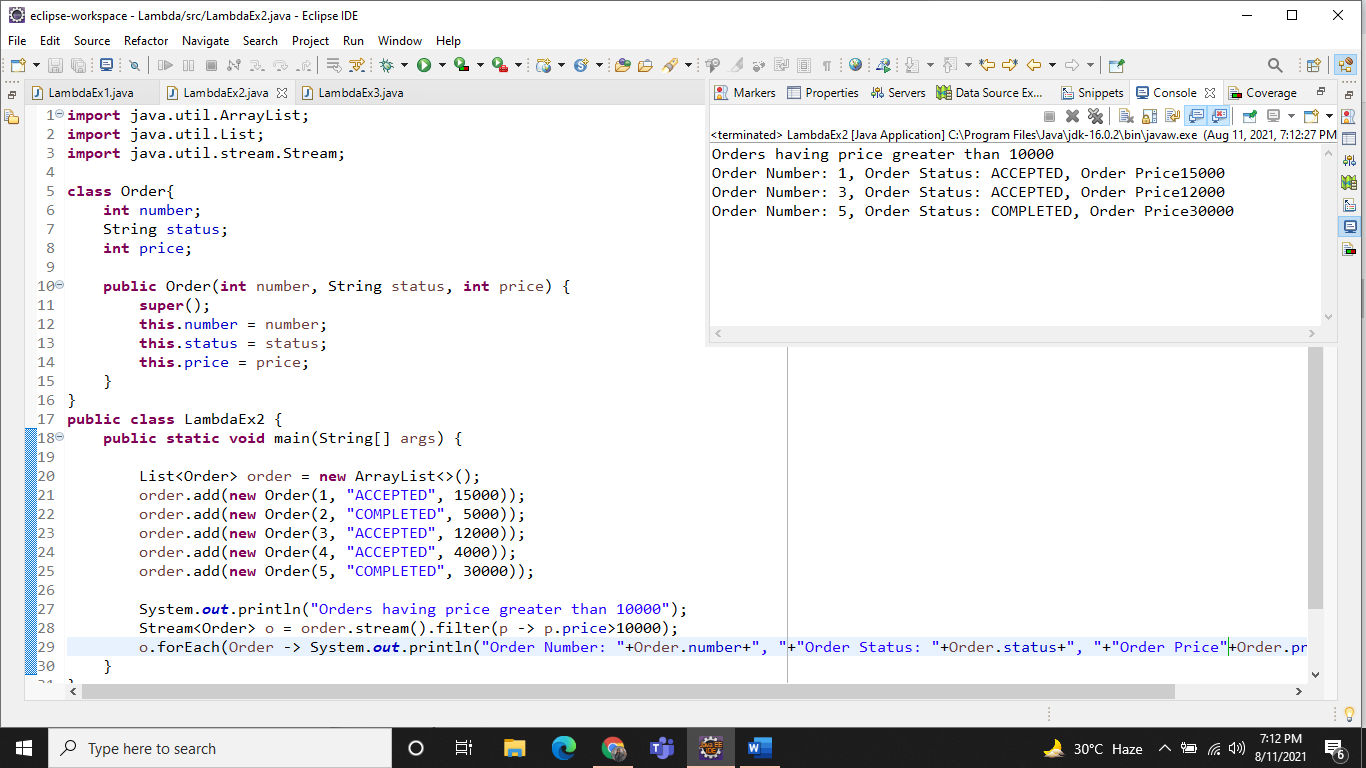 eclipse-workspace - Lambda/src/LambdaEx2.java - Eclipse IDE
File Edit Source Refactor Navigate Search Project Run Window Help
LambdaEx1.java LambdaEx2.java LambdaEx3.java
1 import java.util.ArrayList;
2 import java.util.List;
3 import java.util.stream.Stream;
4
5 class Order{
6 int number;
7 String status;
8 int price;
9
10 public Order(int number, String status, int price) {
11 super();
12 this.number = number;
13 this.status = status;
14 this.price = price;
15 }
16 }
17 public class LambdaEx2 {
18 public static void main(String[] args) {
19
20 List<Order> order = new ArrayList<>();
21 order.add(new Order(1, "ACCEPTED", 15000));
22 order.add(new Order(2, "COMPLETED", 5000));
23 order.add(new Order(3, "ACCEPTED", 12000));
24 order.add(new Order(4, "ACCEPTED", 4000));
25 order.add(new Order(5, "COMPLETED", 30000));
26
27 System.out.println("Orders having price greater than 10000");
28 Stream<Order> o = order.stream().filter(p -> p.price>10000);
29 o.forEach(Order -> System.out.println("Order Number: "+Order.number+", "+"Order Status: "+Order.status+", "+"Order Price"+Order.pr
30 }
Markers Properties Servers Data Source Ex... Snippets Console Coverage
<terminated> LambdaEx2 [Java Application] C:\Program Files\Java\jdk-16.0.2\bin\javaw.exe (Aug 11, 2021, 7:12:27 PM
Orders having price greater than 10000
Order Number: 1, Order Status: ACCEPTED, Order Price15000
Order Number: 3, Order Status: ACCEPTED, Order Price12000
Order Number: 5, Order Status: COMPLETED, Order Price30000
Type here to search
30°C Haze
7:12 PM
8/11/2021
6